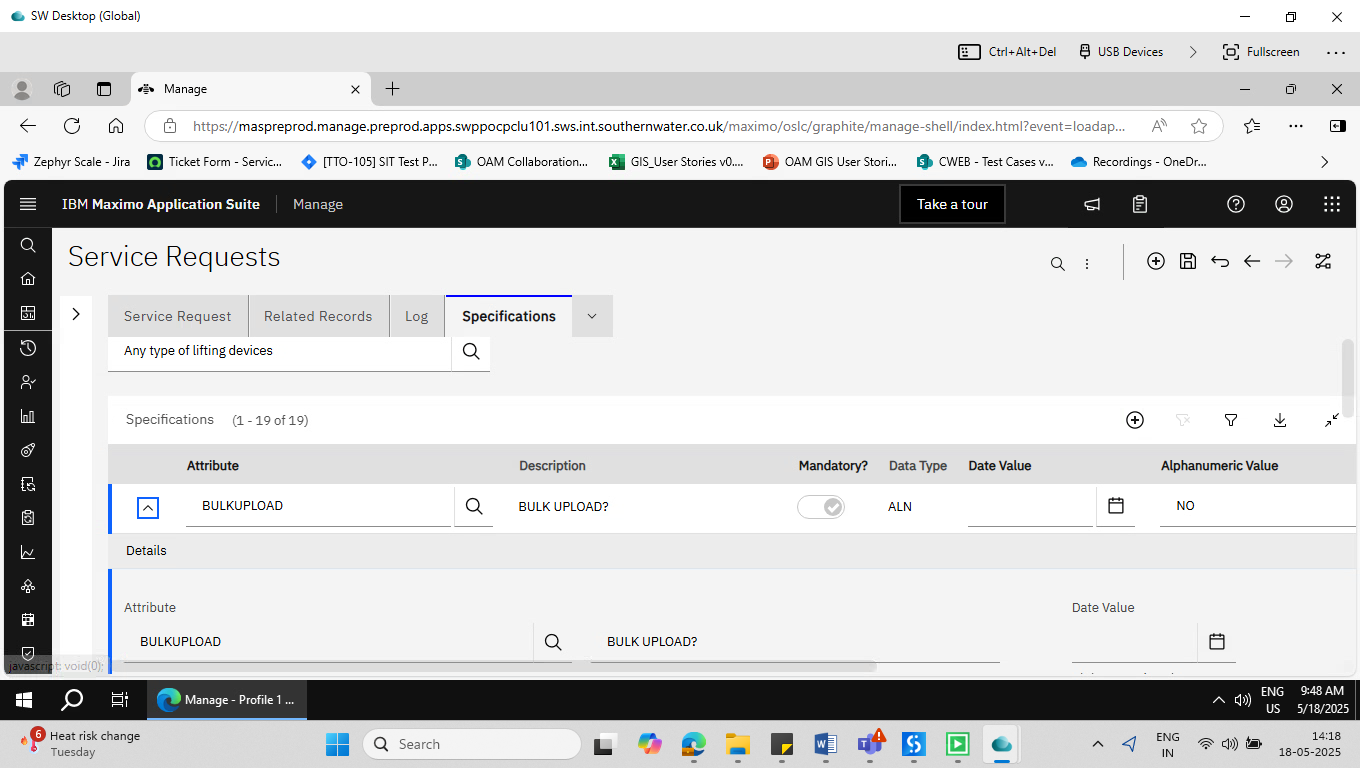 SW Desktop (Global)
Ctrl+Alt+Del
USB Devices
Fullscreen
Manage
https://maspreprod.manage.preprod.apps.swppocpclu101.sws.int.southernwater.co.uk/maximo/oslc/graphite/manage-shell/index.html?event=loadap...
Zephyr Scale - Jira
Ticket Form - Servic...
[TTO-105] SIT Test P...
OAM Collaboration...
GIS_User Stories v0....
OAM GIS User Stori...
CWEB - Test Cases v...
Recordings - OneDr...
IBM Maximo Application Suite
Manage
Take a tour
Service Requests
Service Request
Related Records
Log
Specifications
Any type of lifting devices
Specifications (1 - 19 of 19)
Attribute
Description
Mandatory?
Data Type
Date Value
Alphanumeric Value
BULKUPLOAD
BULK UPLOAD?
ALN
NO
Details
Attribute
Date Value
BULKUPLOAD
BULK UPLOAD?
javascript: void(0);
Manage - Profile 1 ...
ENG
US
9:48 AM
5/18/2025
6
Heat risk change
Tuesday
Search
ENG
IN
14:18
18-05-2025